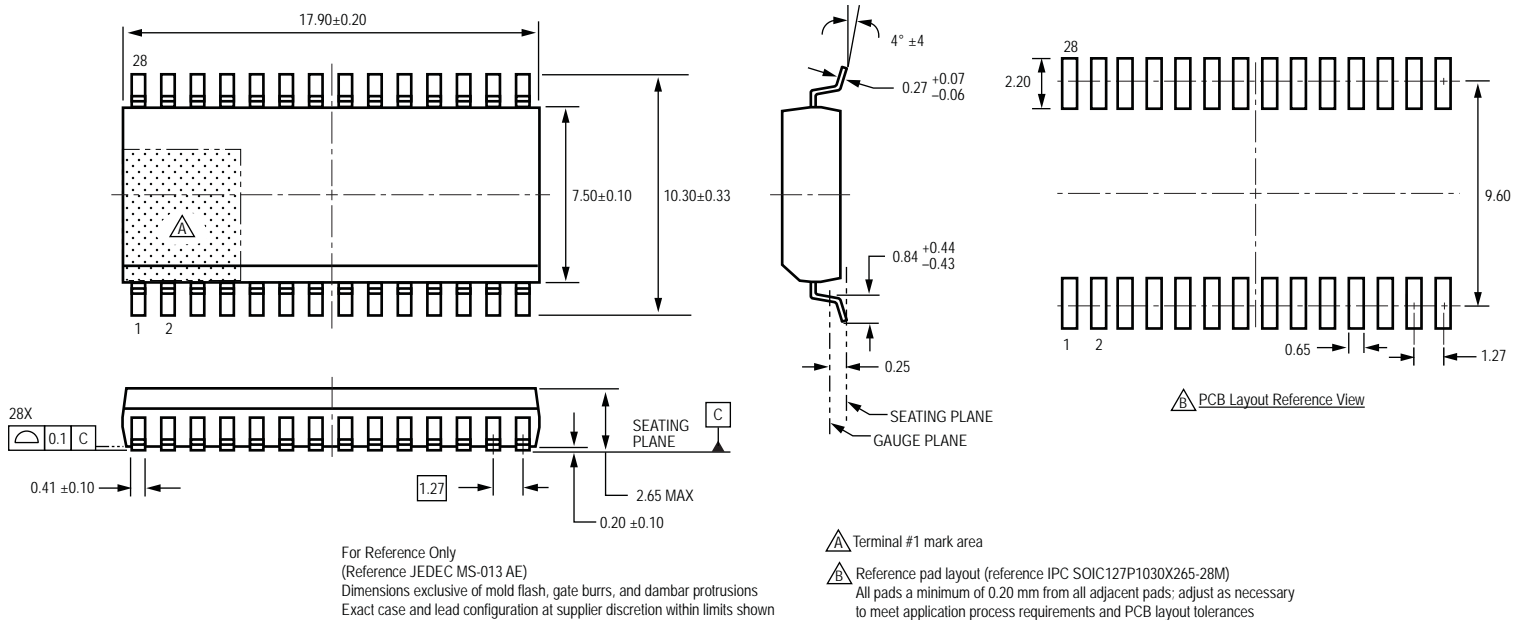 17.90±0.20
28
1 2
A
7.50±0.10
10.30±0.33
4° ±4
0.27 +0.07 –0.06
0.84 +0.44 –0.43
0.25
SEATING PLANE
GAUGE PLANE
28
2.20
9.60
1 2
0.65
1.27
B PCB Layout Reference View
28X
0.1 C
0.41 ±0.10
1.27
SEATING
PLANE
C
2.65 MAX
0.20 ±0.10
For Reference Only
(Reference JEDEC MS-013 AE)
Dimensions exclusive of mold flash, gate burrs, and dambar protrusions
Exact case and lead configuration at supplier discretion within limits shown
A Terminal #1 mark area
B Reference pad layout (reference IPC SOIC127P1030X265-28M)
All pads a minimum of 0.20 mm from all adjacent pads; adjust as necessary
to meet application process requirements and PCB layout tolerances